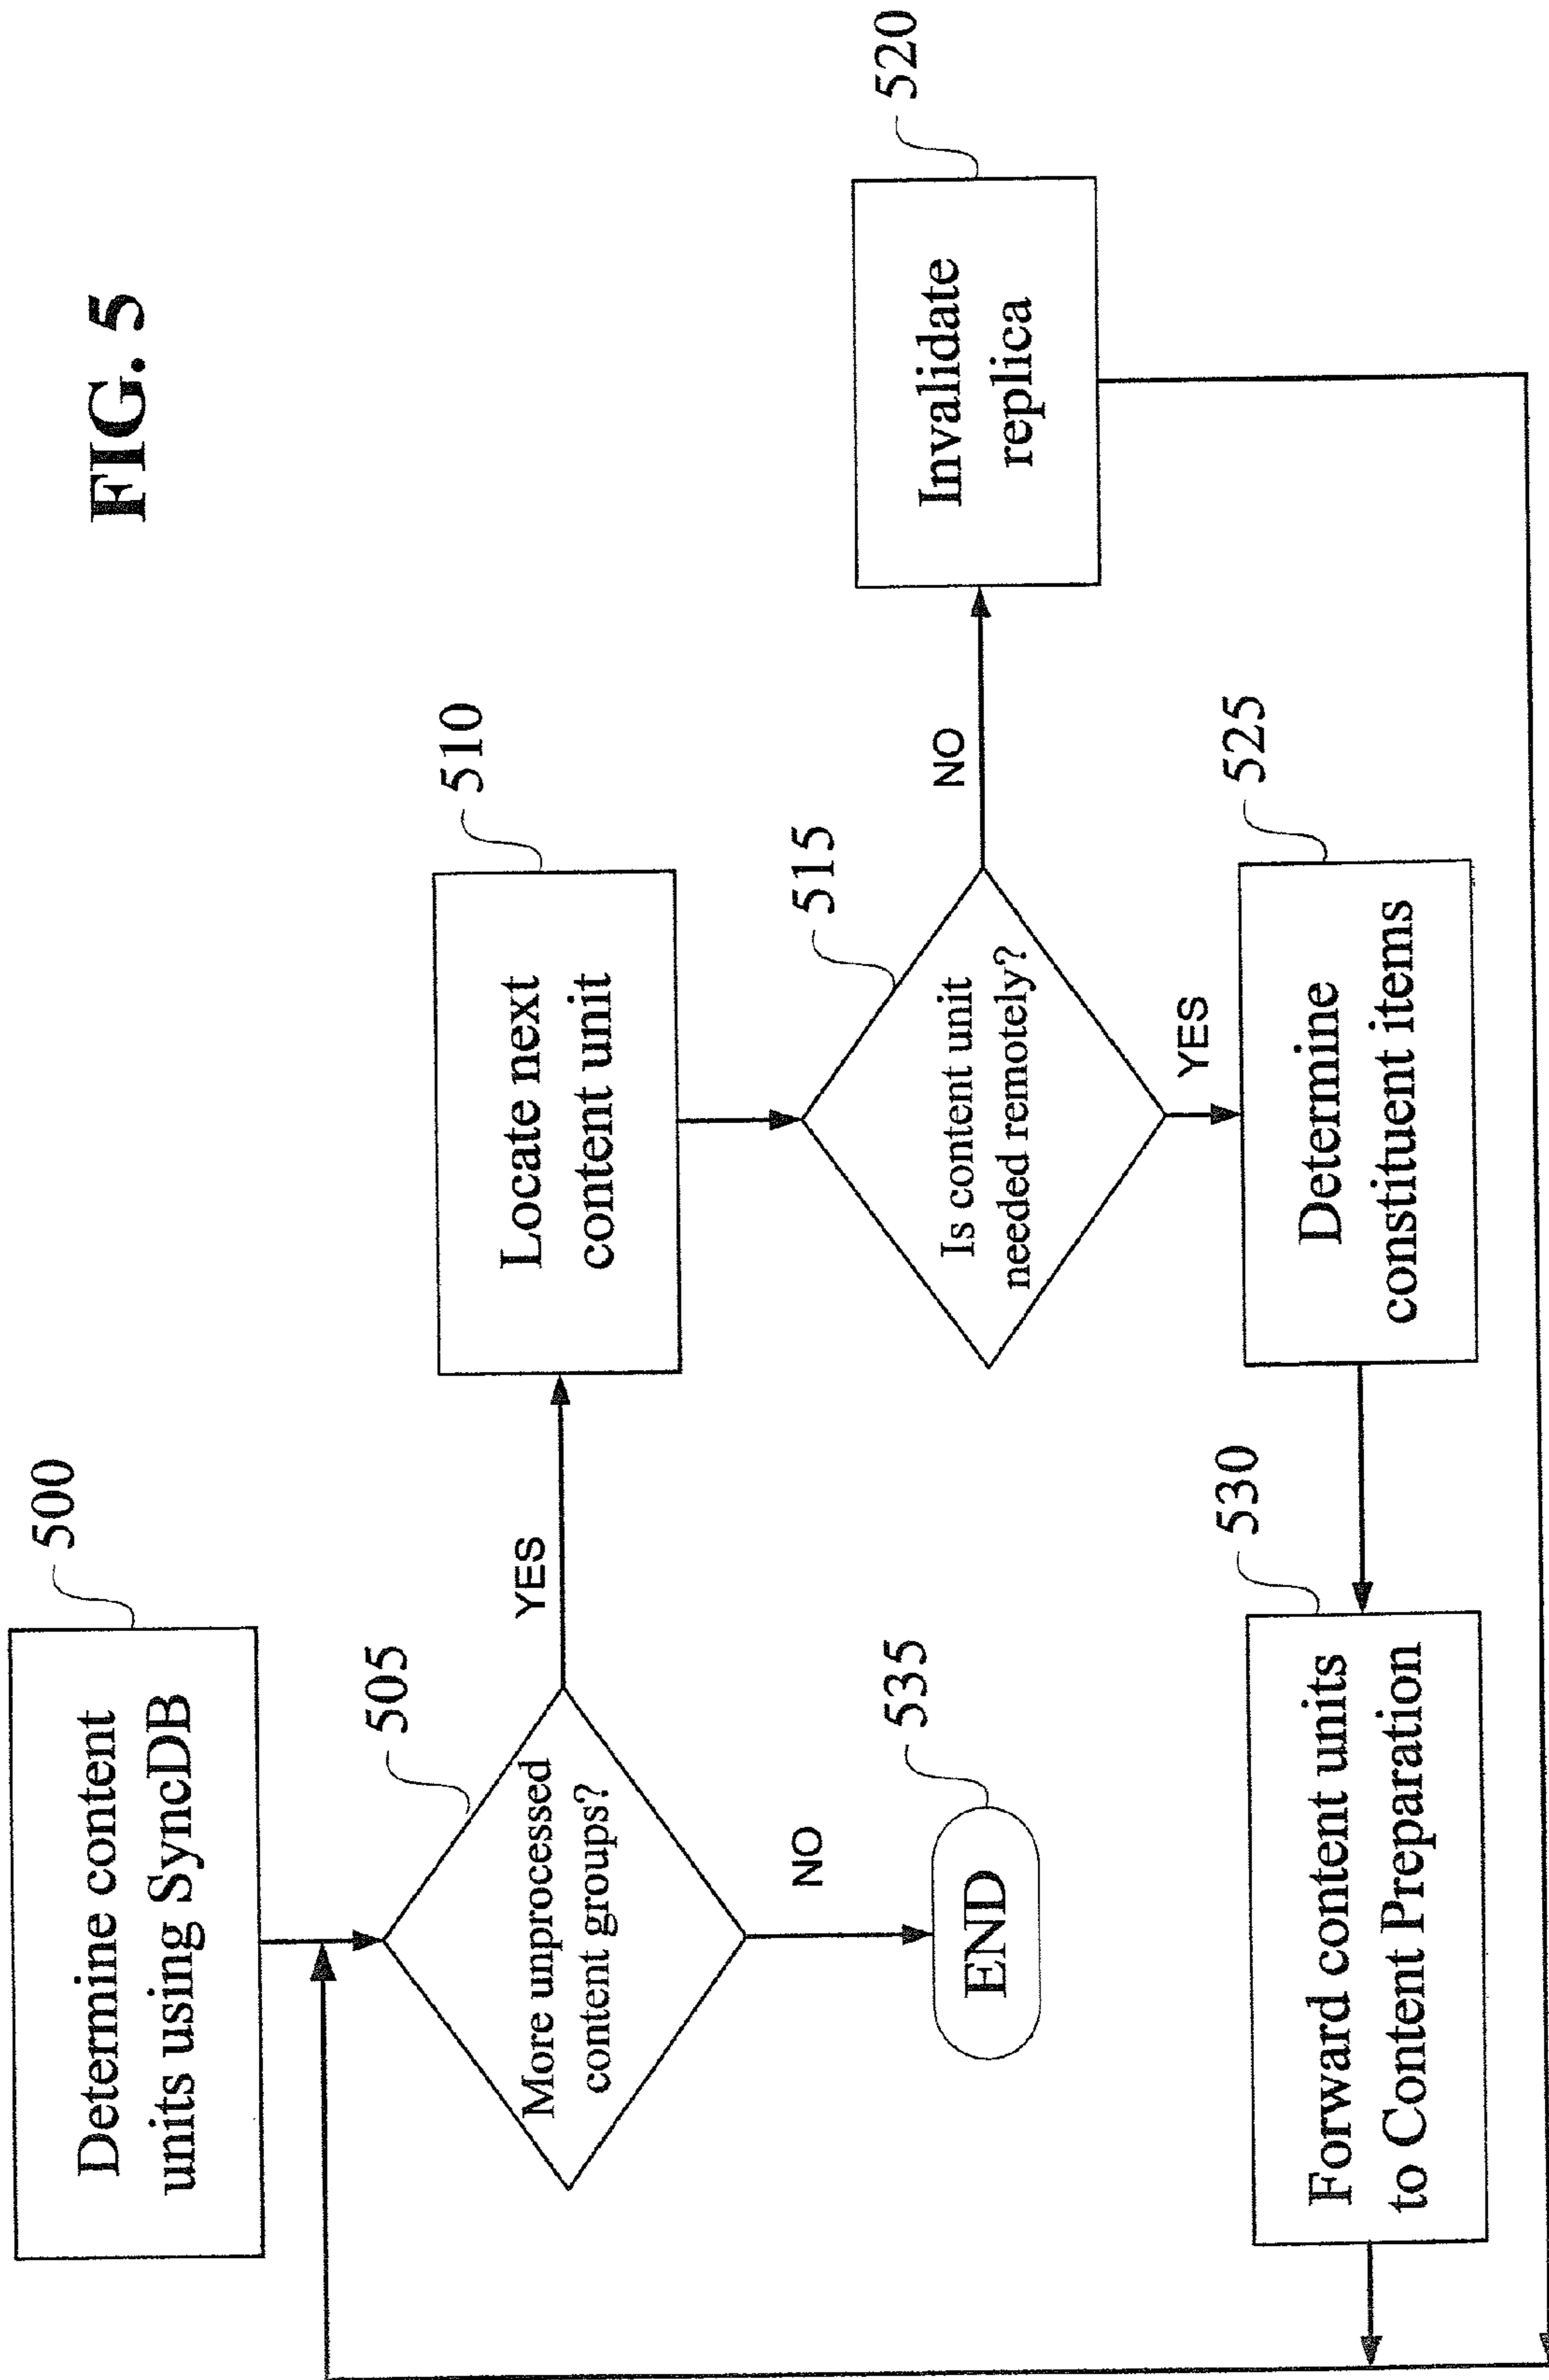 FIG. 5
500
Determine content
units using SyncDB
505
More unprocessed
content groups?
YES
NO
510
Locate next
content unit
515
Is content unit
needed remotely?
NO
YES
520
Invalidate
replica
525
Determine
constituent items
530
Forward content units
to Content Preparation
535
END